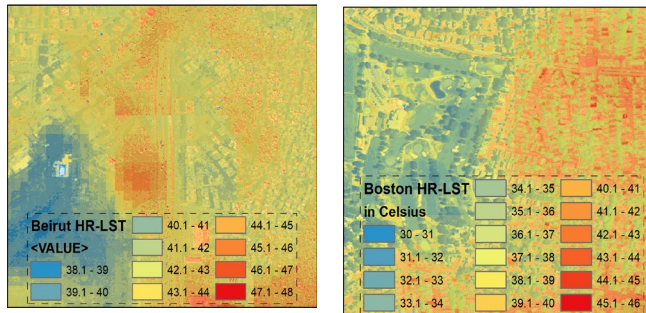 Beirut HR-LST
<VALUE>
38.1 - 39
39.1 - 40
40.1 - 41
41.1 - 42
42.1 - 43
43.1 - 44
44.1 - 45
45.1 - 46
46.1 - 47
47.1 - 48
Boston HR-LST
in Celsius
30 - 31
31.1 - 32
32.1 - 33
33.1 - 34
34.1 - 35
35.1 - 36
36.1 - 37
37.1 - 38
38.1 - 39
39.1 - 40
40.1 - 41
41.1 - 42
42.1 - 43
43.1 - 44
44.1 - 45
45.1 - 46